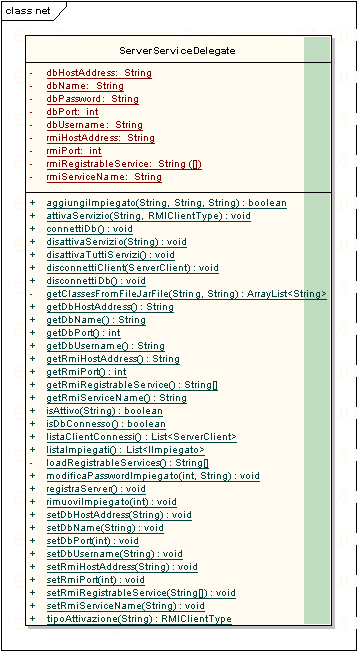 class net
ServerServiceDelegate
- dbHostAddress: String
- dbName: String
- dbPassword: String
- dbPort: int
- dbUsername: String
- rmiHostAddress: String
- rmiPort: int
- rmiRegistrableService: String ([])
- rmiServiceName: String
+ aggiungiImpiegato(String, String, String) : boolean
+ attivaServizio(String, RMIClientType) : void
+ connettiDb() : void
+ disattivaServizio(String) : void
+ disattivaTuttiServizi() : void
+ disconnettiClient(ServerClient) : void
+ disconnettiDb() : void
- getClassesFromFileJarFile(String, String) : ArrayList<String>
+ getDbHostAddress() : String
+ getDbName() : String
+ getDbPort() : int
+ getDbUsername() : String
+ getRmiHostAddress() : String
+ getRmiPort() : int
+ getRmiRegistrableService() : String[]
+ getRmiServiceName() : String
+ isAttivo(String) : boolean
+ isDbConnesso() : boolean
+ listaClientConnessi() : List<ServerClient>
+ listaImpiegati() : List<IImpiegato>
- loadRegistrableServices() : String[]
+ modificaPasswordImpiegato(int, String) : void
+ registraServer() : void
+ rimuoviImpiegato(int) : void
+ setDbHostAddress(String) : void
+ setDbName(String) : void
+ setDbPort(int) : void
+ setDbUsername(String) : void
+ setRmiHostAddress(String) : void
+ setRmiPort(int) : void
+ setRmiRegistrableService(String[]) : void
+ setRmiServiceName(String) : void
+ tipoAttivazione(String) : RMIClientType